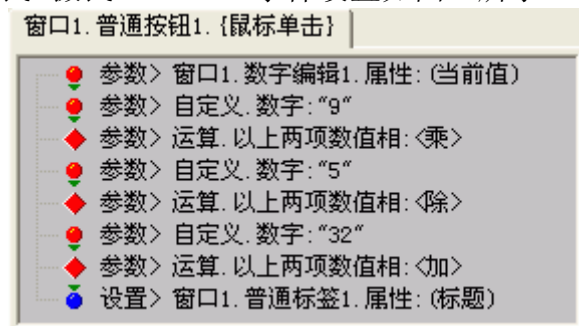 窗口1.普通按钮1.{鼠标单击}
参数> 窗口1.数字编辑1.属性:(当前值)
参数> 自定义.数字:"9"
参数> 运算.以上两项数值相:<乘>
参数> 自定义.数字:"5"
参数> 运算.以上两项数值相:<除>
参数> 自定义.数字:"32"
参数> 运算.以上两项数值相:<加>
设置> 窗口1.普通标签1.属性:(标题)